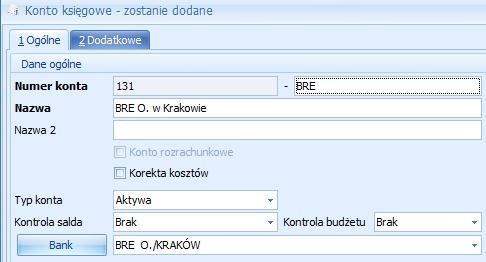 Konto księgowe - zostanie dodane
1 Ogólne 2 Dodatkowe
Dane ogólne
Numer konta 131 - BRE
Nazwa BRE O. w Krakowie
Nazwa 2
Konto rozrachunkowe
Korekta kosztów
Typ konta Aktywa
Kontrola salda Brak Kontrola budżetu Brak
Bank BRE O./KRAKÓW